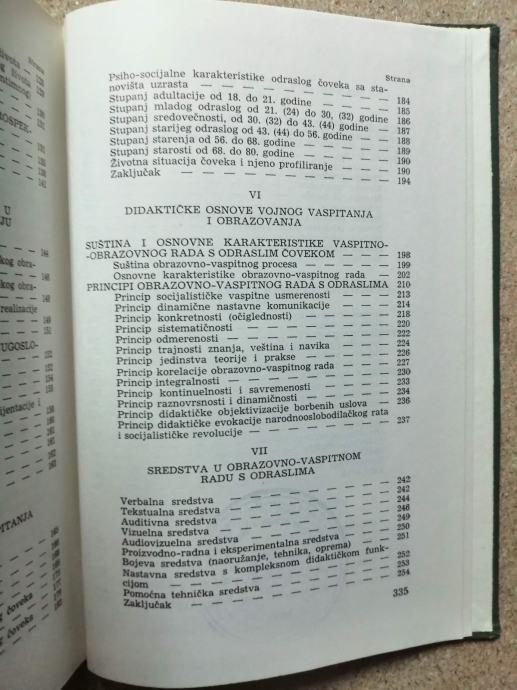 Strana
Psiho-socijalne karakteristike odraslog čoveka sa sta-
novišta uzrasta — — — — — — — — — 184
Stupanj adultacije od 18. do 21. godine — — — — 185
Stupanj mladog odraslog od 21. (24) do 30, (32) godine 186
Stupanj sredovečnosti, od 30. (32) do 43. (44) godine — 187
Stupanj starijeg odraslog od 43. (44) do 56. godine — — 188
Stupanj starenja od 56. do 68. godine — — — — 189
Stupanj starosti od 68. do 80. godine — — — — 190
Životna situacija čoveka i njeno profiliranje — — — 190
Zaključak — — — — — — — — — — 194
VI
DIDAKTIČKE OSNOVE VOJNOG VASPITANJA
I OBRAZOVANJA
SUŠTINA I OSNOVNE KARAKTERISTIKE VASPITNO-
-OBRAZOVNOG RADA S ODRASLIM ČOVEKOM — — 198
Suština obrazovno-vaspitnog procesa — — — — 199
Osnovne karakteristike obrazovno-vaspitnog rada — 202
PRINCIPI OBRAZOVNO-VASPITNOG RADA S ODRASLIMA 210
Princip socijalističke vaspitne usmerenosti — — — 213
Princip dinamične nastavne komunikacije — — — 214
Princip konkretnosti (očiglednosti) — — — — — 218
Princip sistematičnosti — — — — — — — 220
Princip odmerenosti — — — — — — — — 222
Princip trajnosti znanja, veština i navika — — — 224
Princip jedinstva teorije i prakse — — — — — 226
Princip korelacije obrazovno-vaspitnog rada — — — 227
Princip integralnosti — — — — — — — — 230
Princip kontinuelnosti i savremenosti — — — — 233
Princip raznovrsnosti i dinamičnosti — — — — 234
Princip didaktičke objektivizacije borbenih uslova — — 236
Princip didaktičke evokacije narodnooslobodilačkog rata
i socijalističke revolucije — — — — — — — 237
VII
SREDSTVA U OBRAZOVNO-VASPITNOM
RADU S ODRASLIMA
Verbalna sredstva — — — — — — — — 242
Tekstualna sredstva — — — — — — — — 242
Auditivna sredstva — — — — — — — — 244
Vizuelna sredstva — — — — — — — — 246
Audiovizuelna sredstva — — — — — — — 249
Proizvodno-radna i eksperimentalna sredstva — — — 250
Bojeva sredstva (naoružanje, tehnika, oprema) — — — 251
Nastavna sredstva s kompleksnom didaktičkom funk-
cijom — — — — — — — — — — — 252
Pomoćna tehnička sredstva — — — — — — 253
Zaključak — — — — — — — — — — 254
335